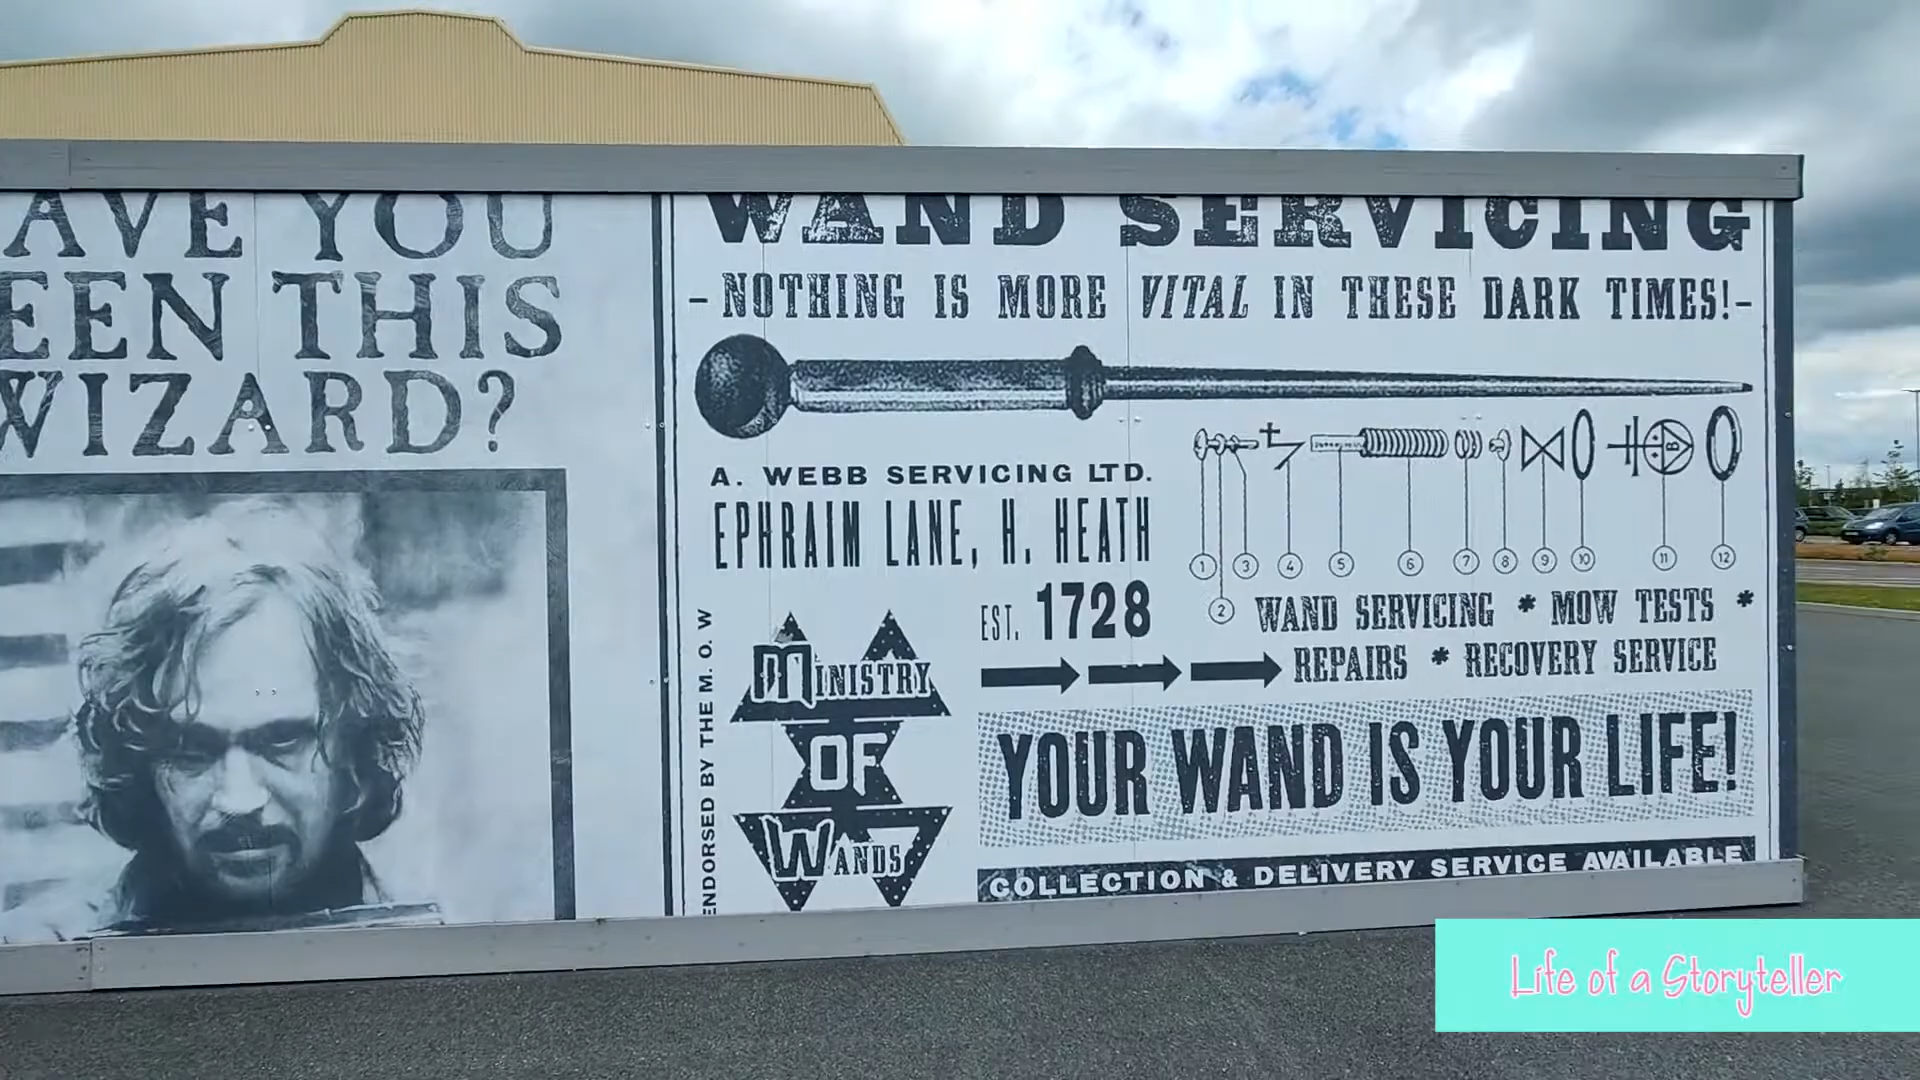 AVE YOU
EEN THIS
WIZARD?
WAND SERVICING
-NOTHING IS MORE VITAL IN THESE DARK TIMES!-
A. WEBB SERVICING LTD.
EPHRAIM LANE, H. HEATH
EST. 1728
1 2 3 4 5 6 7 8 9 10 11 12
WAND SERVICING * MOW TESTS *
REPAIRS * RECOVERY SERVICE
ENDORSED BY THE M. O. W
MINISTRY
OF
WANDS
YOUR WAND IS YOUR LIFE!
COLLECTION & DELIVERY SERVICE AVAILABLE
Life of a Storyteller